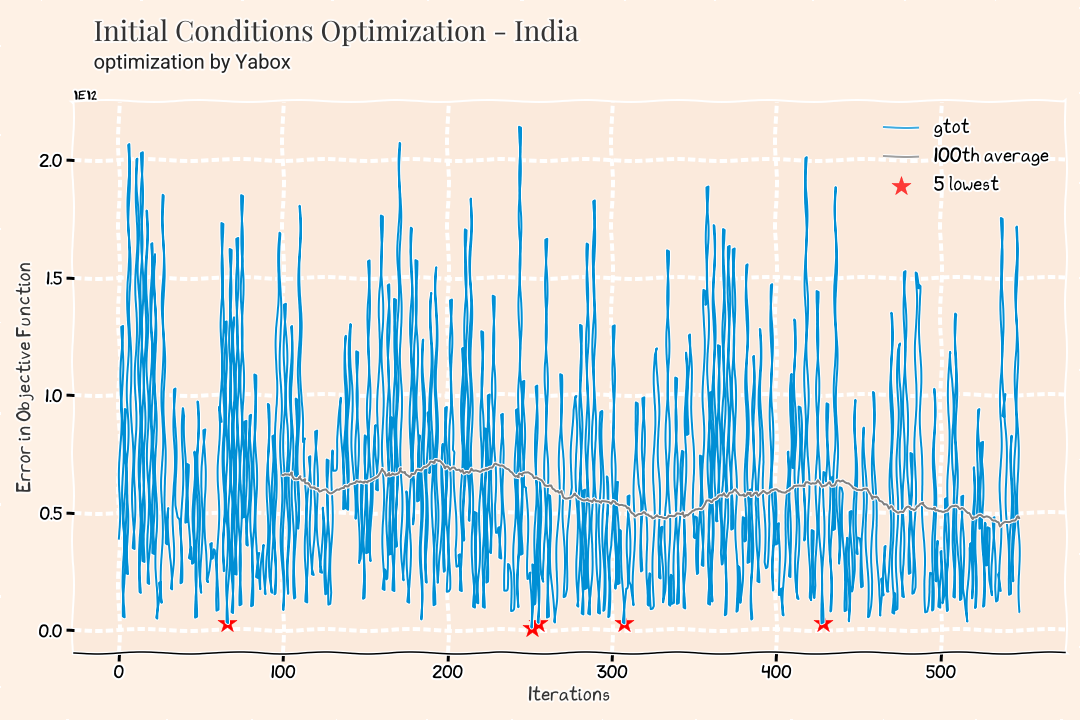 Initial Conditions Optimization - India
optimization by Yabox
1E12
gtot
100th average
5 lowest
2.0
1.5
1.0
0.5
0.0
Error in Objective Function
0 100 200 300 400 500
Iterations